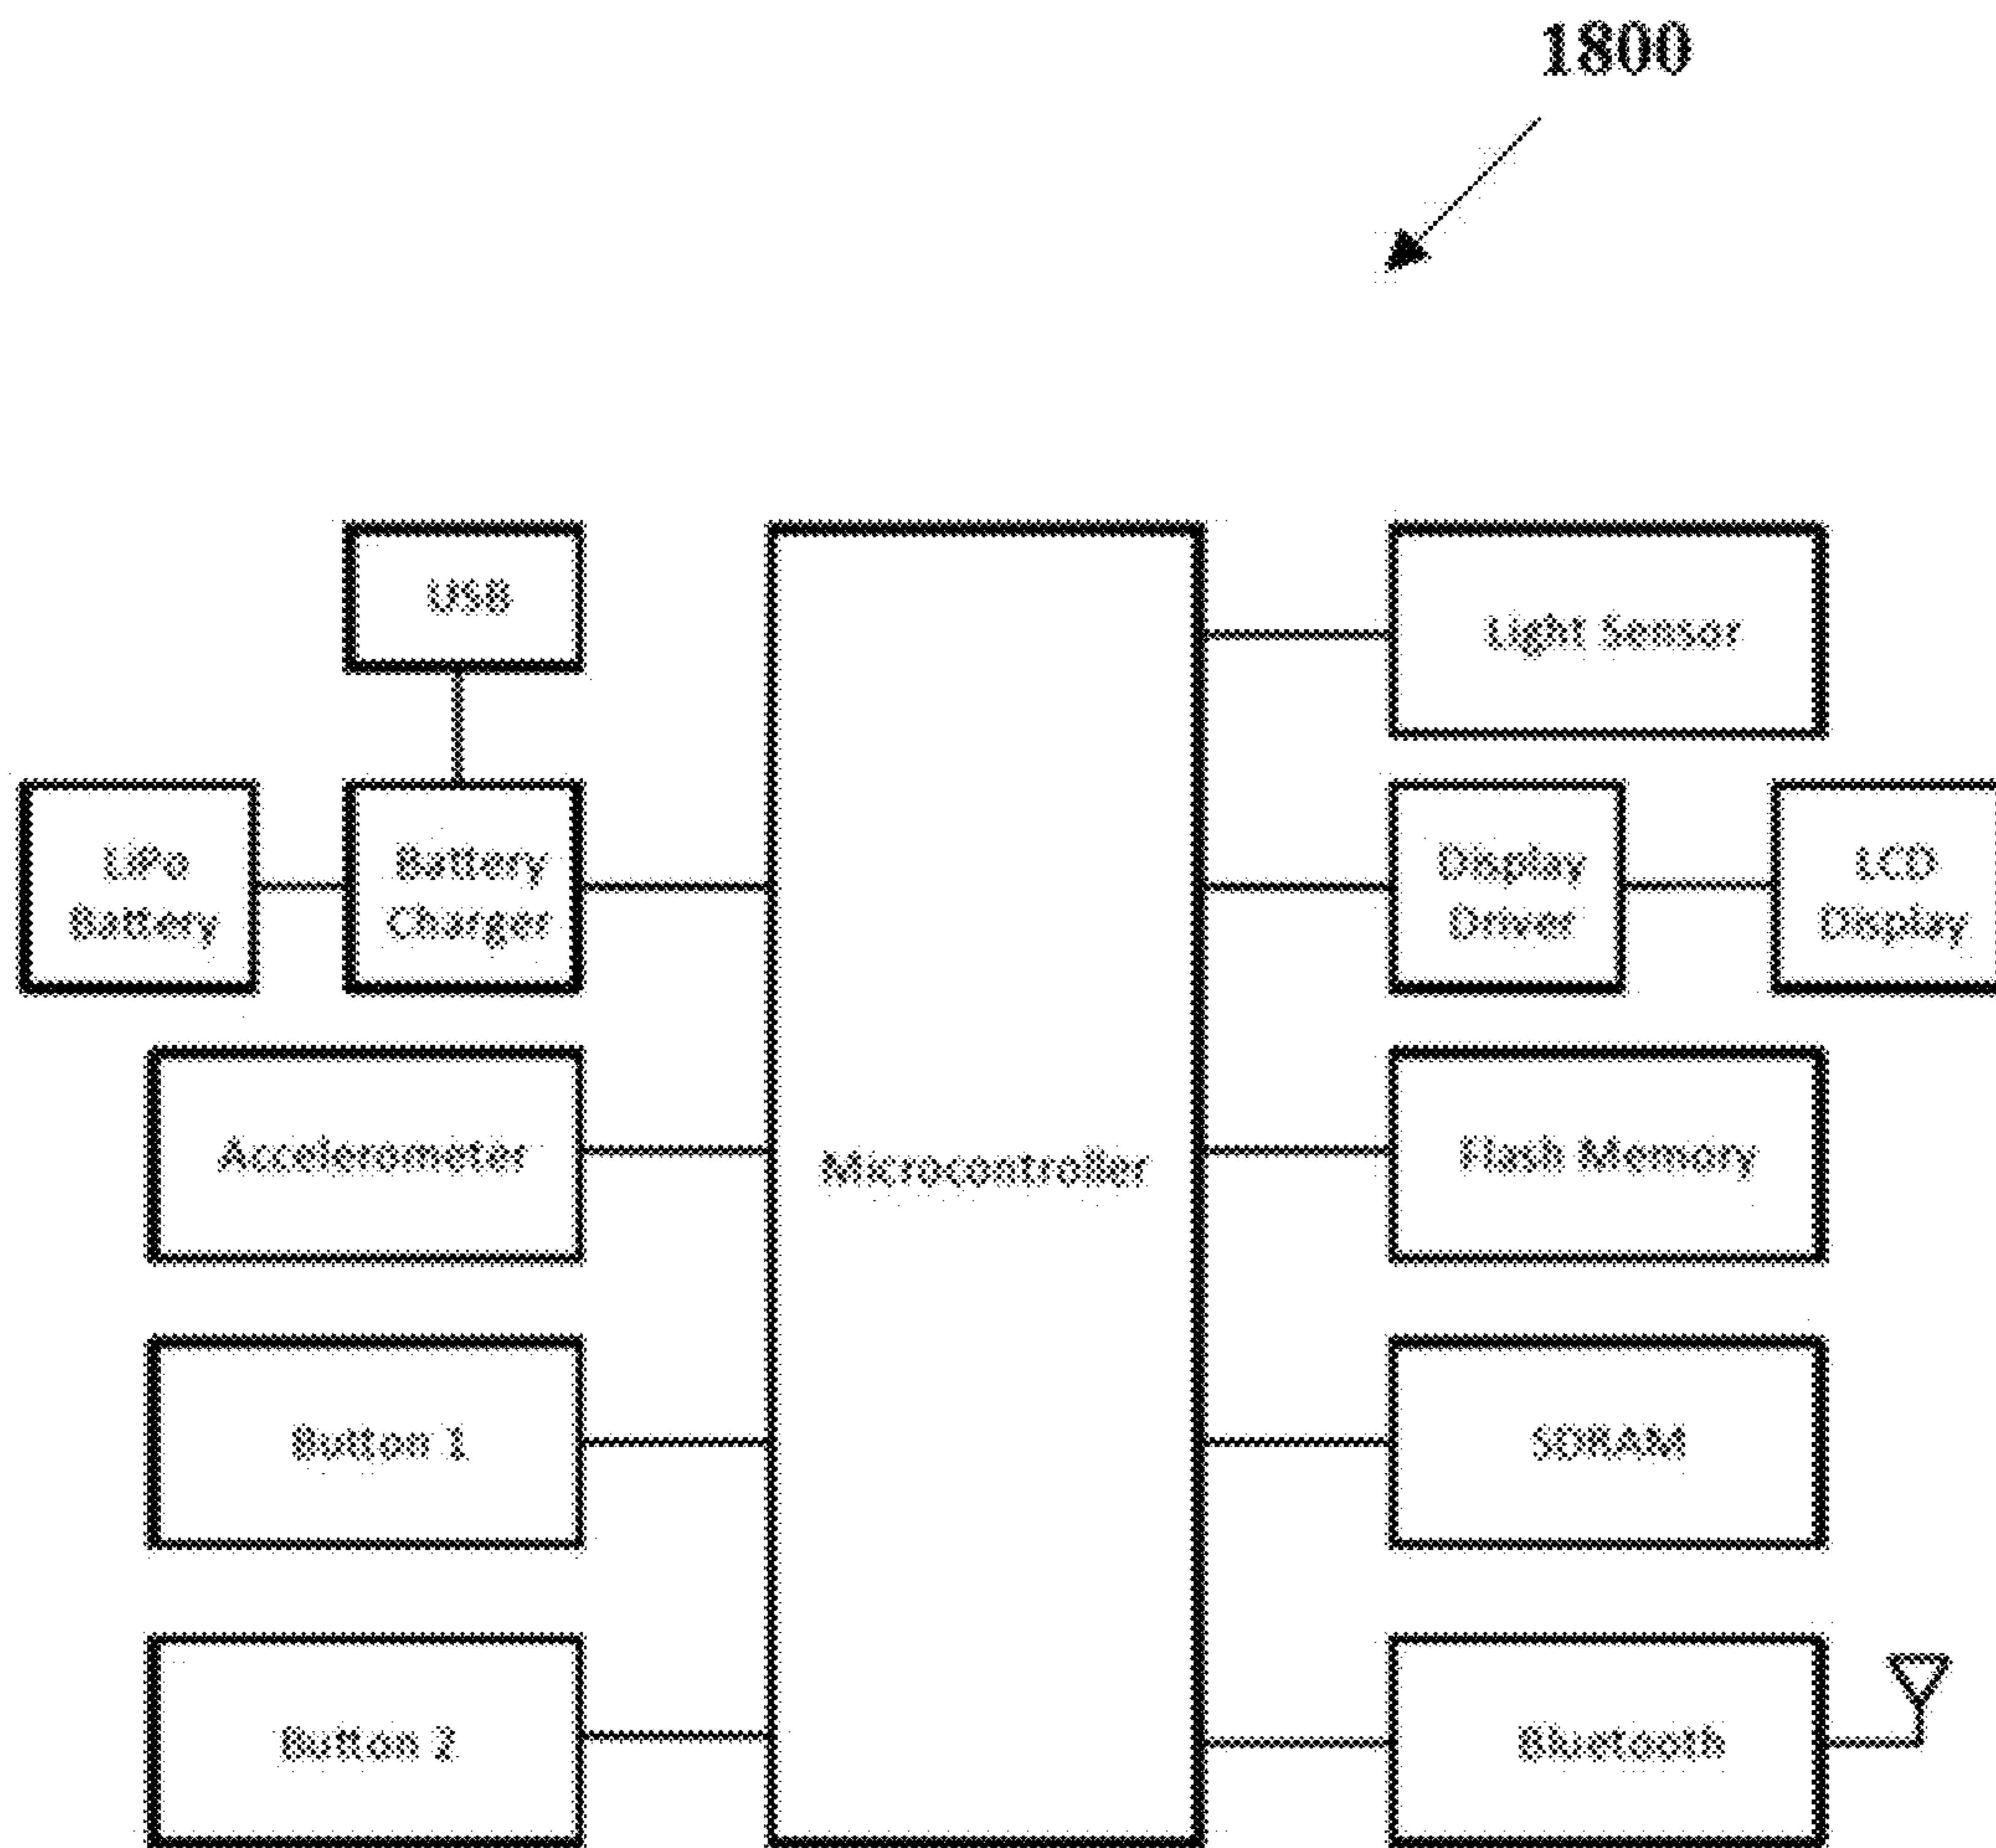 1800
USB
Light Sensor
LiPo
Battery
Battery
Charger
Display
Driver
LCD
Display
Accelerometer
Microcontroller
Flash Memory
Button 1
SDRAM
Button 2
Bluetooth